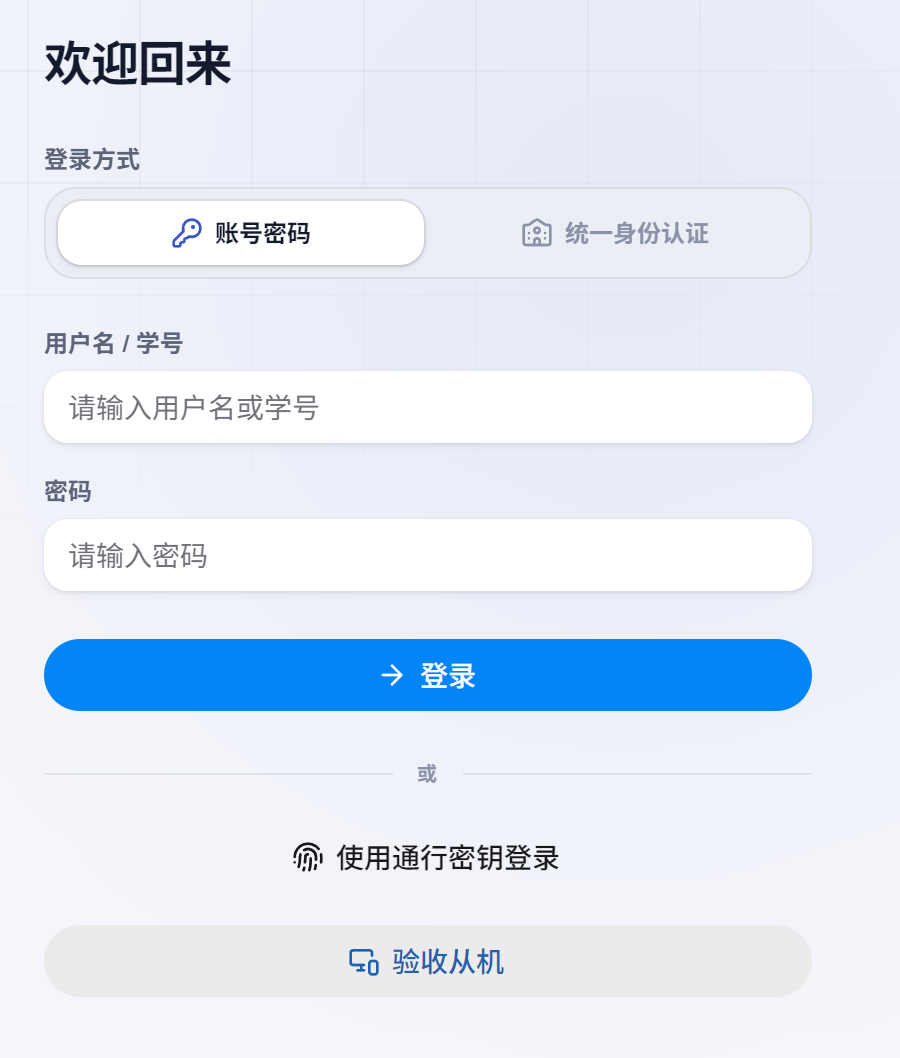 欢迎回来
登录方式
账号密码
统一身份认证
用户名 / 学号
请输入用户名或学号
密码
请输入密码
登录
或
使用通行密钥登录
验收从机